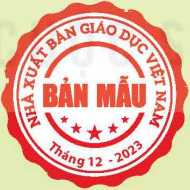 NHÀ XUẤT BẢN GIÁO DỤC VIỆT NAM
BẢN MẪU
Tháng 12 - 2023